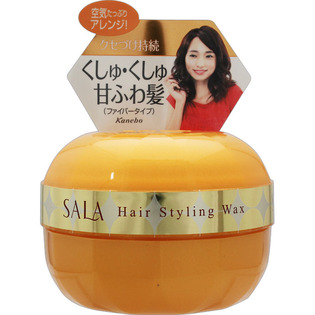 空気たっぷり
アレンジ!
クセづけ持続
くしゅ・くしゅ
甘ふわ髪
(ファイバータイプ)
Kanebo
SALA Hair Styling Wax